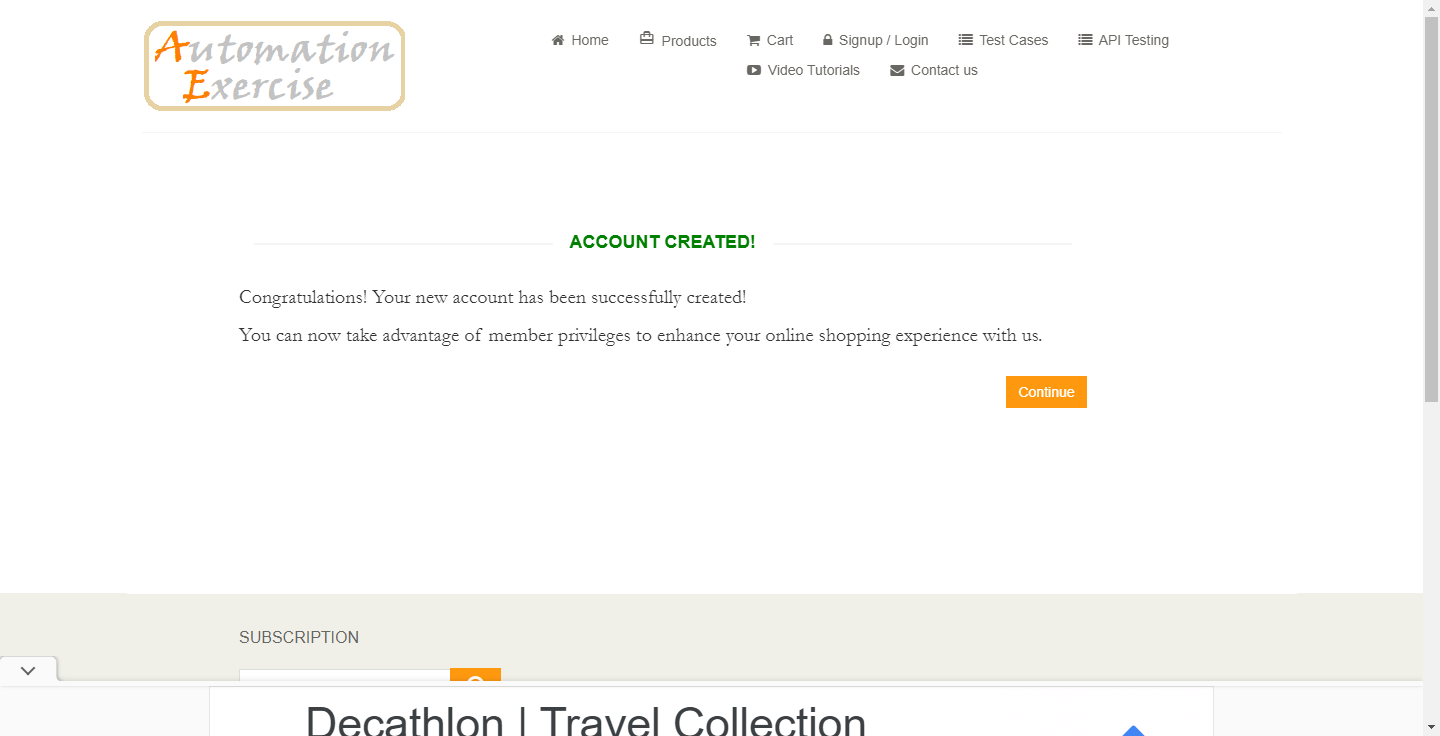 Automation
Exercise
Home
Products
Cart
Signup / Login
Test Cases
API Testing
Video Tutorials
Contact us
ACCOUNT CREATED!
Congratulations! Your new account has been successfully created!
You can now take advantage of member privileges to enhance your online shopping experience with us.
Continue
SUBSCRIPTION
Decathlon | Travel Collection